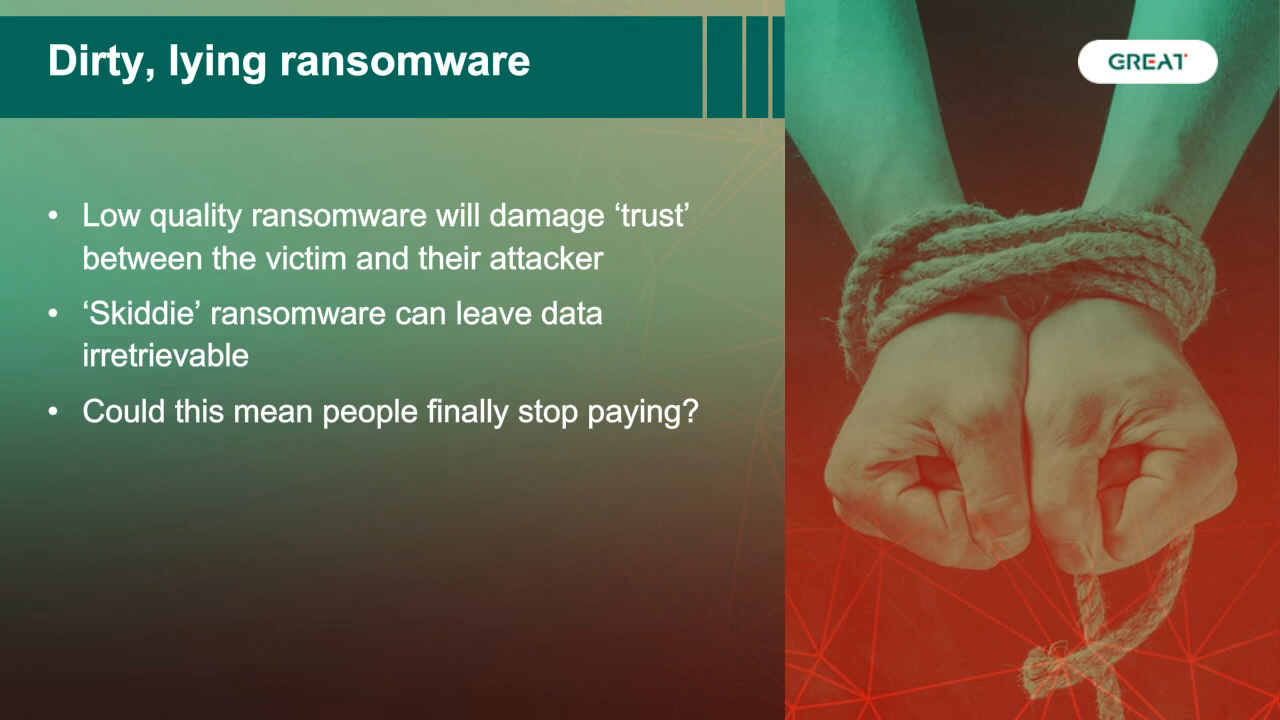 Dirty, lying ransomware
GREAT
• Low quality ransomware will damage ‘trust’
between the victim and their attacker
• ‘Skiddie’ ransomware can leave data
irretrievable
• Could this mean people finally stop paying?